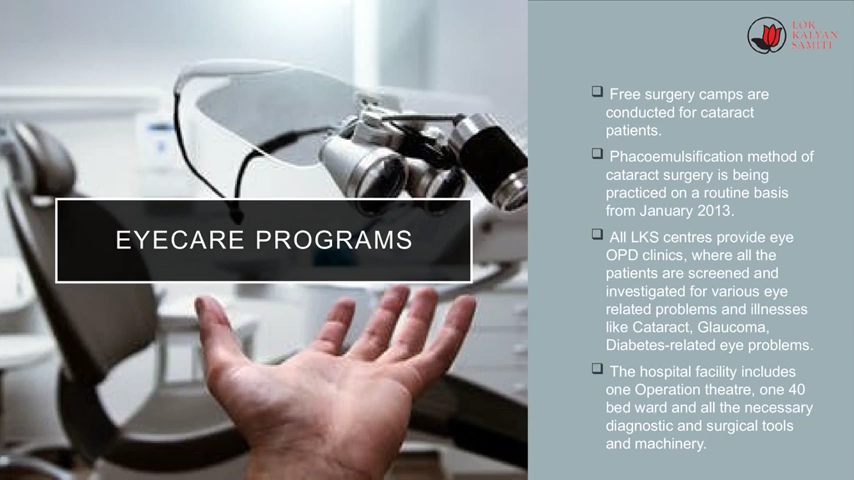 LOK
KALYAN
SAMITI
EYECARE PROGRAMS
Free surgery camps are
conducted for cataract
patients.
Phacoemulsification method of
cataract surgery is being
practiced on a routine basis
from January 2013.
All LKS centres provide eye
OPD clinics, where all the
patients are screened and
investigated for various eye
related problems and illnesses
like Cataract, Glaucoma,
Diabetes-related eye problems.
The hospital facility includes
one Operation theatre, one 40
bed ward and all the necessary
diagnostic and surgical tools
and machinery.